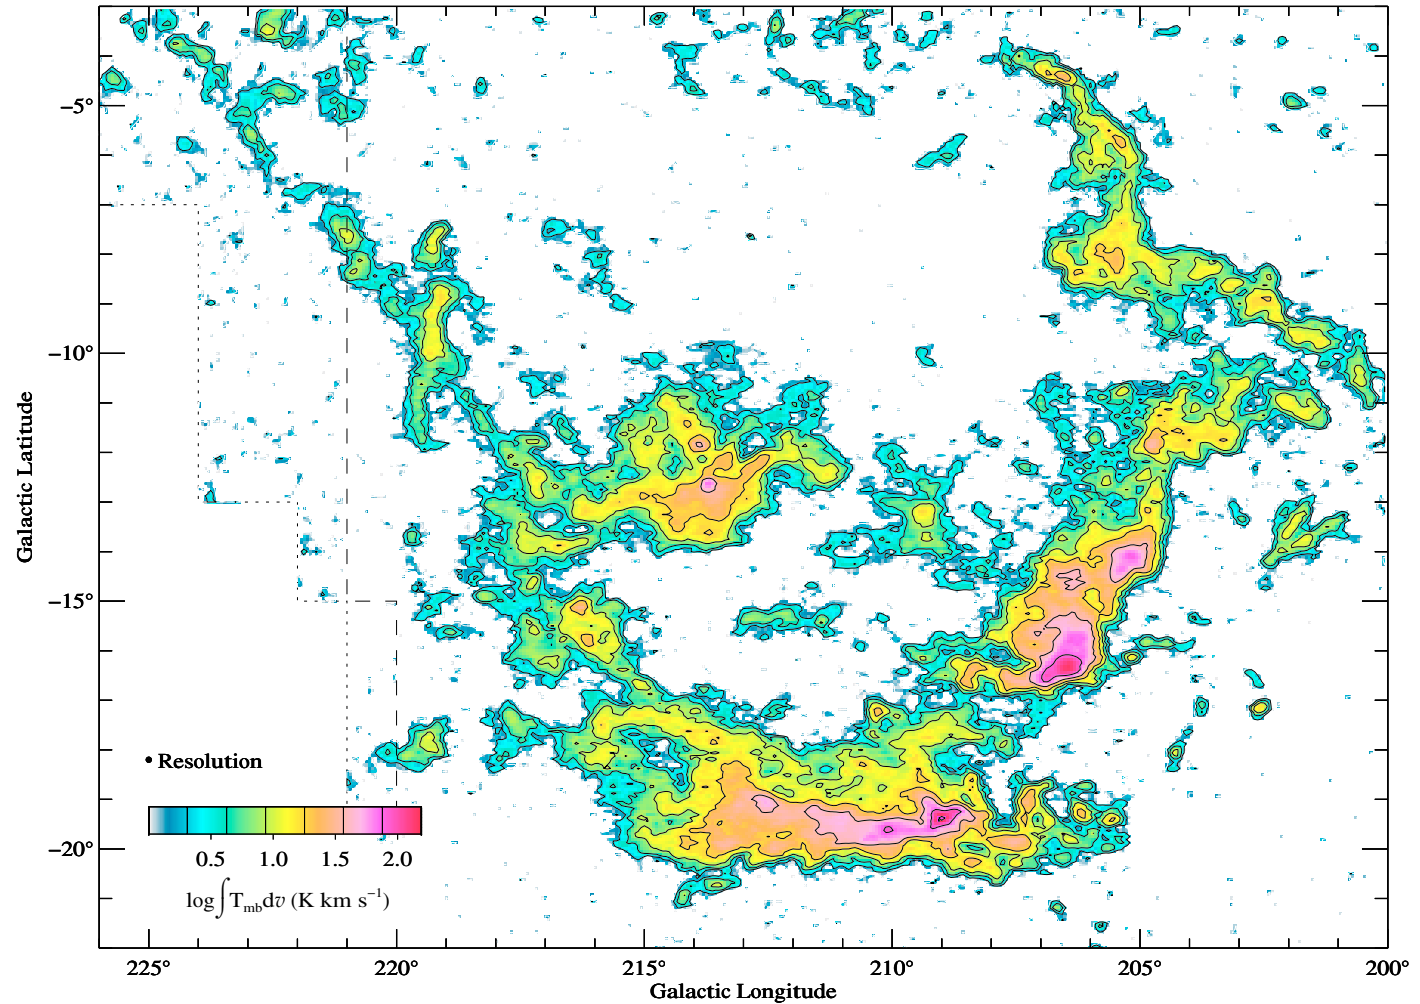 −5°
−10°
−15°
−20°
Galactic Latitude
• Resolution
0.5 1.0 1.5 2.0
log∫T_mb dv (K km s⁻¹)
225° 220° 215° 210° 205° 200°
Galactic Longitude